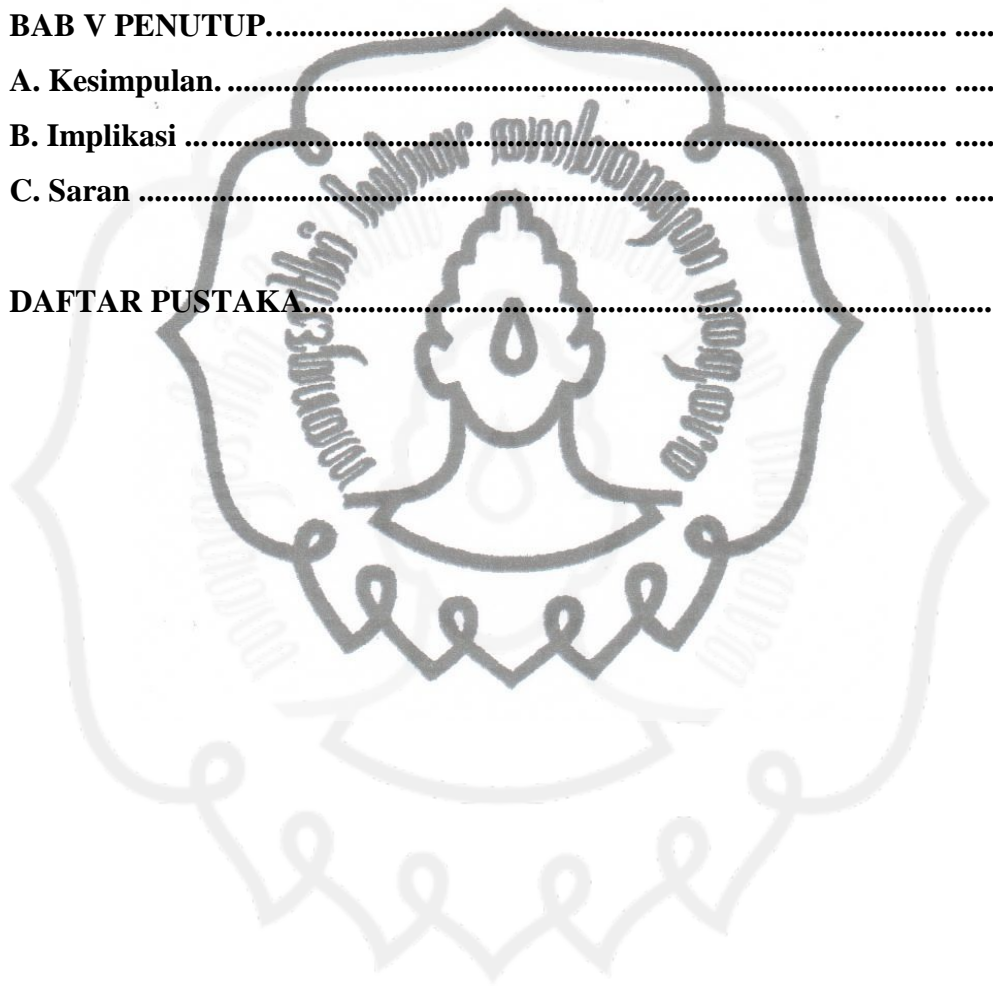 BAB V PENUTUP........................................................................... .....
A. Kesimpulan. ................................................................................ .....
B. Implikasi ..................................................................................... .....
C. Saran .......................................................................................... .....
DAFTAR PUSTAKA............................................................................